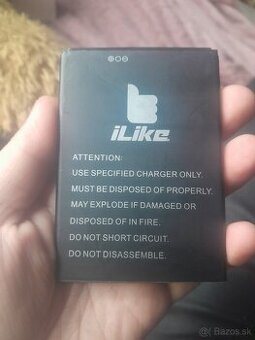 iLike
ATTENTION:
USE SPECIFIED CHARGER ONLY.
MUST BE DISPOSED OF PROPERLY.
MAY EXPLODE IF DAMAGED OR
DISPOSED OF IN FIRE.
DO NOT SHORT CIRCUIT.
DO NOT DISASSEMBLE.
Bazos.sk